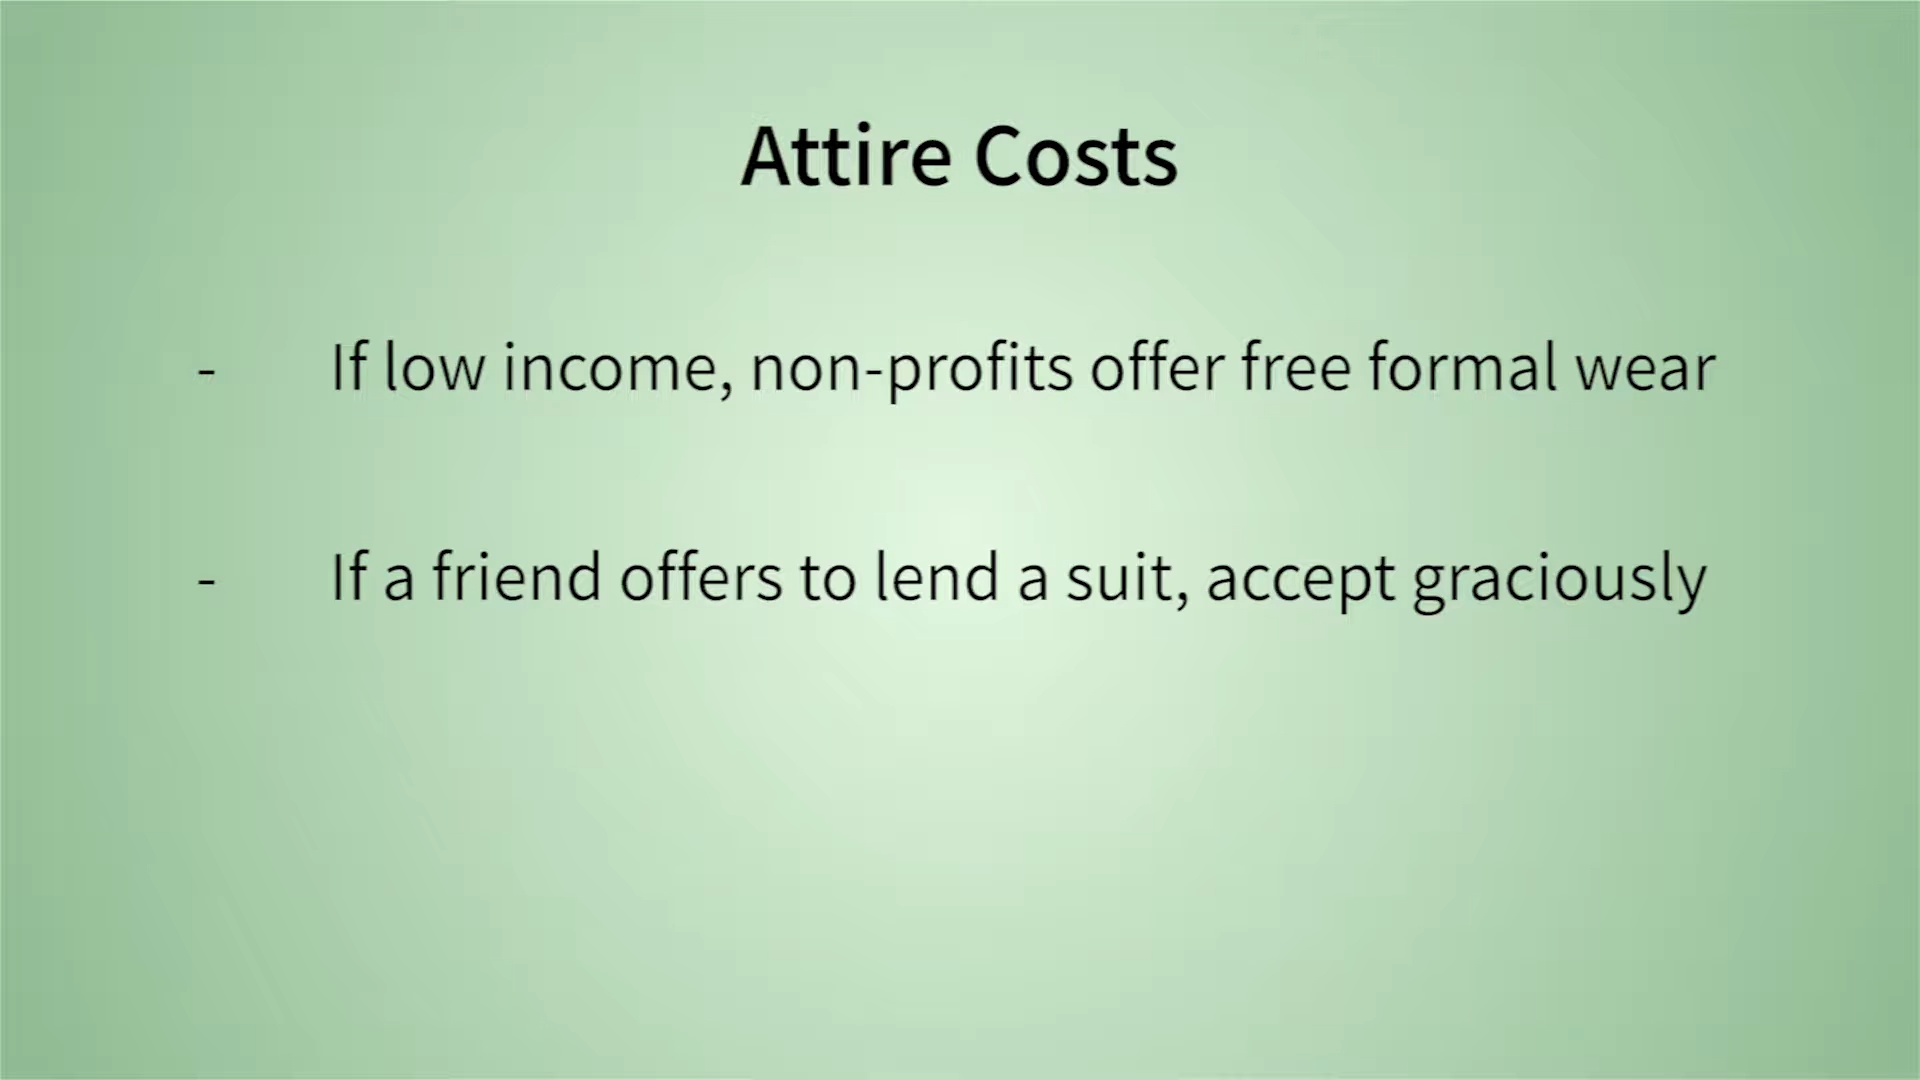 Attire Costs
- If low income, non-profits offer free formal wear
- If a friend offers to lend a suit, accept graciously